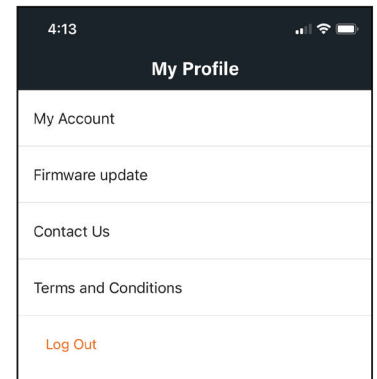 4:13
My Profile
My Account
Firmware update
Contact Us
Terms and Conditions
Log Out